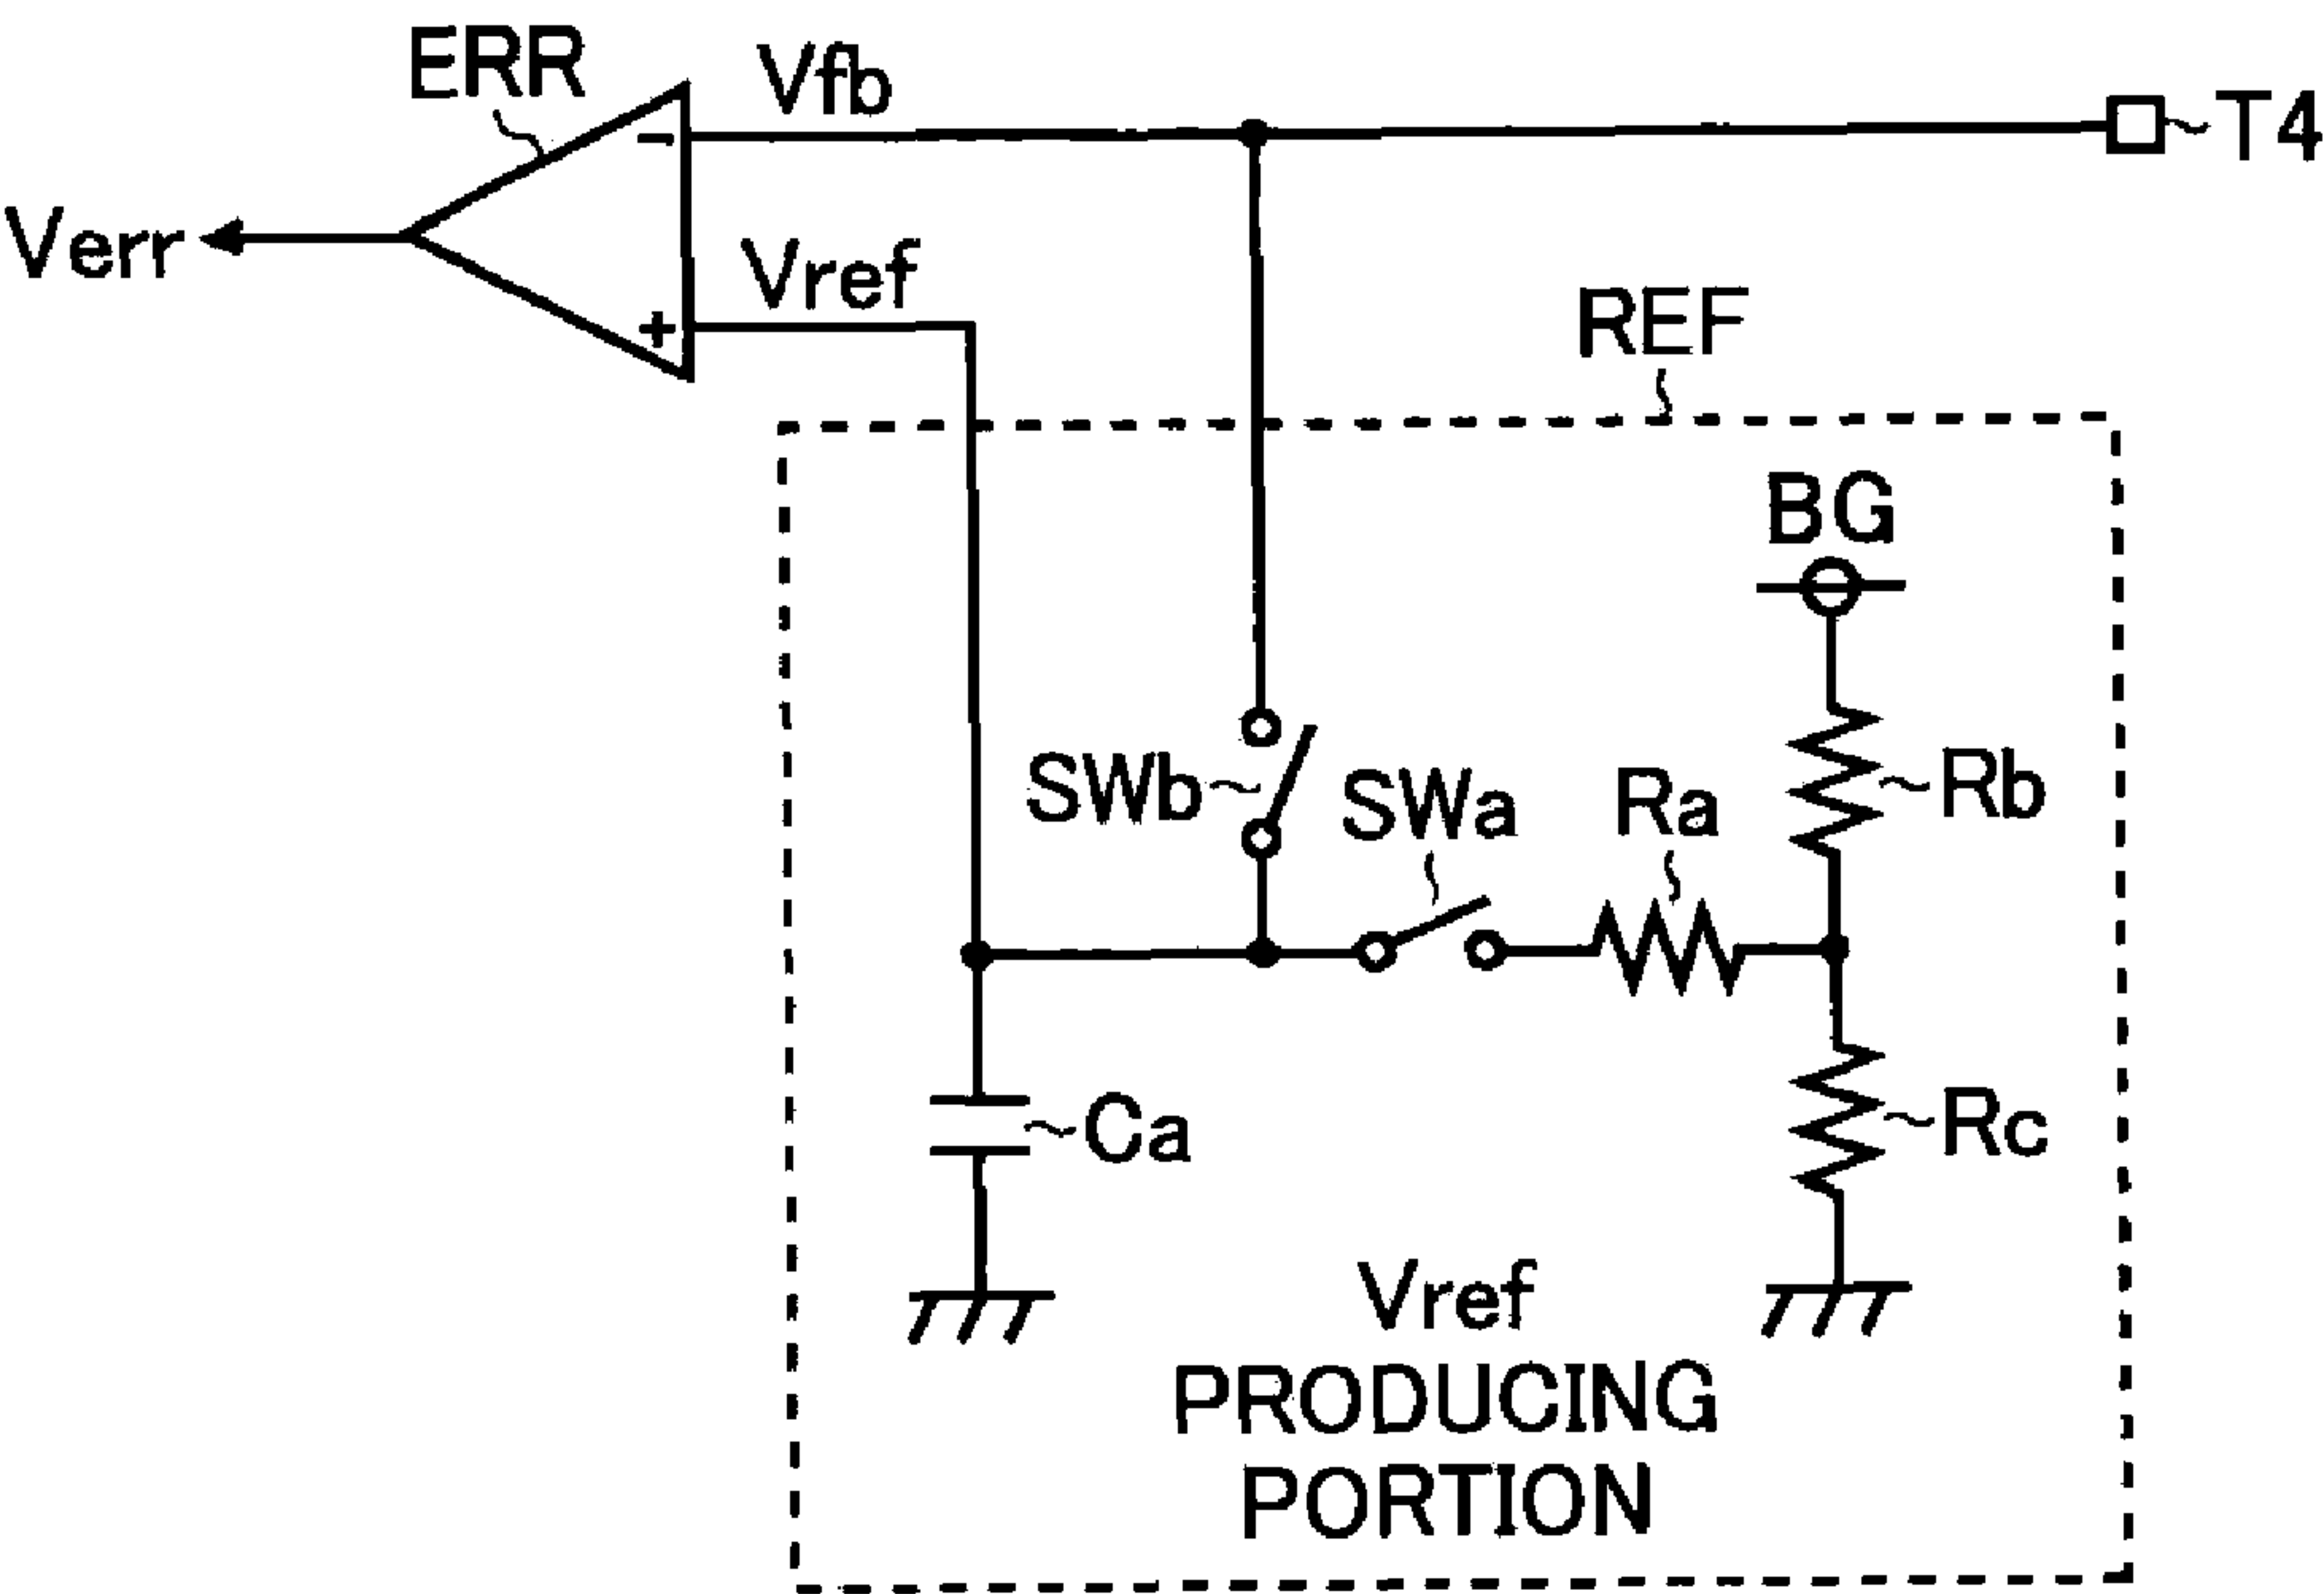 ERR
Vfb
T4
Verr
Vref
-
+
REF
BG
SWb
SWa
Ra
Rb
Ca
Rc
Vref
PRODUCING
PORTION